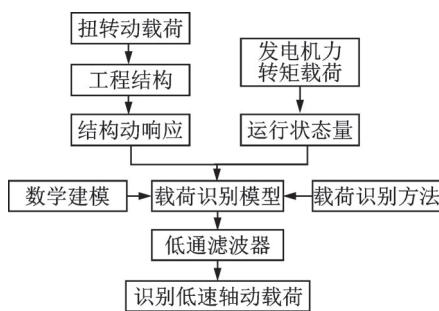 扭转动载荷
工程结构
结构动响应
发电机力
转矩载荷
运行状态量
数学建模
载荷识别模型
载荷识别方法
低通滤波器
识别低速轴动载荷